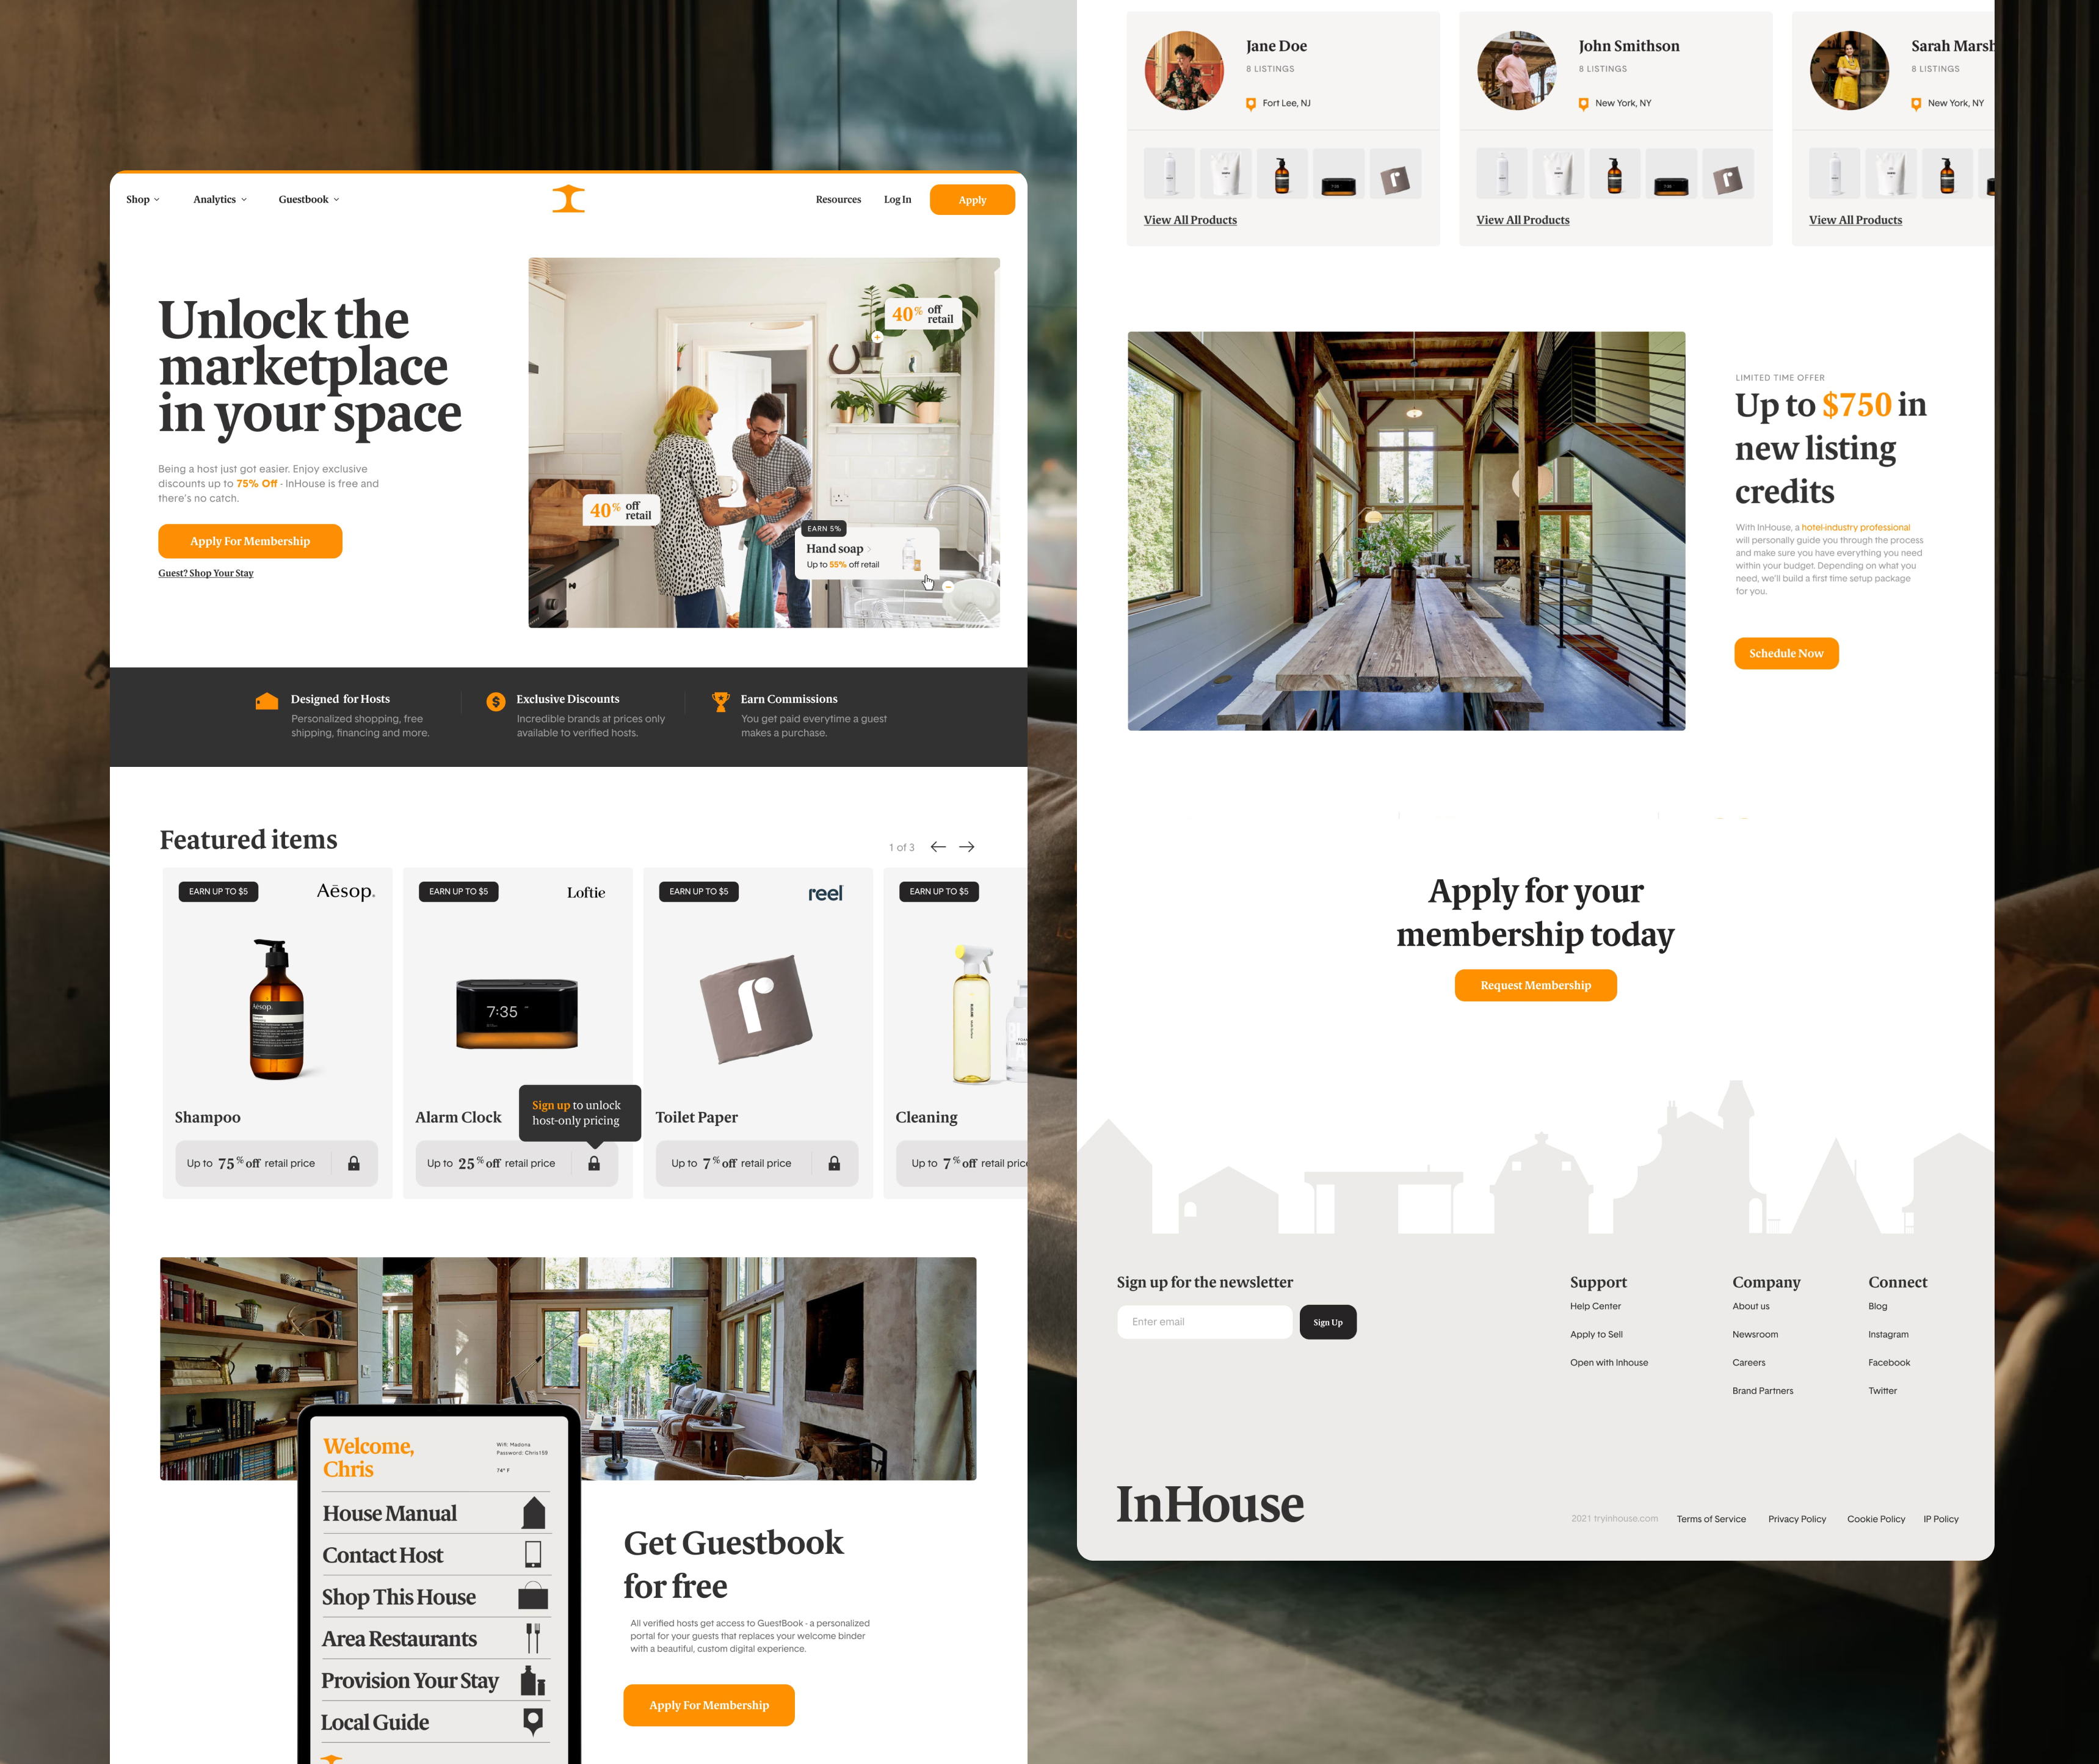 Shop
Analytics
Guestbook
Resources
Log In
Apply
Unlock the
marketplace
in your space
Being a host just got easier. Enjoy exclusive
discounts up to 75% Off - InHouse is free and
there's no catch.
Apply For Membership
Guest? Shop Your Stay
40% off
retail
40% off
retail
EARN 5%
Hand soap
Up to 55% off retail
Designed for Hosts
Personalized shopping, free
shipping, financing and more.
Exclusive Discounts
Incredible brands at prices only
available to verified hosts.
Earn Commissions
You get paid everytime a guest
makes a purchase.
Featured items
1 of 3
EARN UP TO $5
Aēsop.
Aēsop.
Shampoo
Up to 75% off retail price
EARN UP TO $5
Loftie
7:35
Alarm Clock
Sign up to unlock
host-only pricing
Up to 25% off retail price
EARN UP TO $5
reel
r
Toilet Paper
Up to 7% off retail price
EARN UP TO $5
Cleaning
Up to 7% off retail price
Welcome,
Chris
Wifi: Madona
Password: Chris159
74° F
House Manual
Contact Host
Shop This House
Area Restaurants
Provision Your Stay
Local Guide
Get Guestbook
for free
All verified hosts get access to GuestBook - a personalized
portal for your guests that replaces your welcome binder
with a beautiful, custom digital experience.
Apply For Membership
Jane Doe
8 LISTINGS
Fort Lee, NJ
r
View All Products
John Smithson
8 LISTINGS
New York, NY
r
View All Products
Sarah Marsh
8 LISTINGS
New York, NY
View All Products
LIMITED TIME OFFER
Up to $750 in
new listing
credits
With InHouse, a hotel-industry professional
will personally guide you through the process
and make sure you have everything you need
within your budget. Depending on what you
need, we'll build a first time setup package
for you.
Schedule Now
Apply for your
membership today
Request Membership
Sign up for the newsletter
Enter email
Sign Up
Support
Help Center
Apply to Sell
Open with Inhouse
Company
About us
Newsroom
Careers
Brand Partners
Connect
Blog
Instagram
Facebook
Twitter
InHouse
2021 tryinhouse.com
Terms of Service
Privacy Policy
Cookie Policy
IP Policy